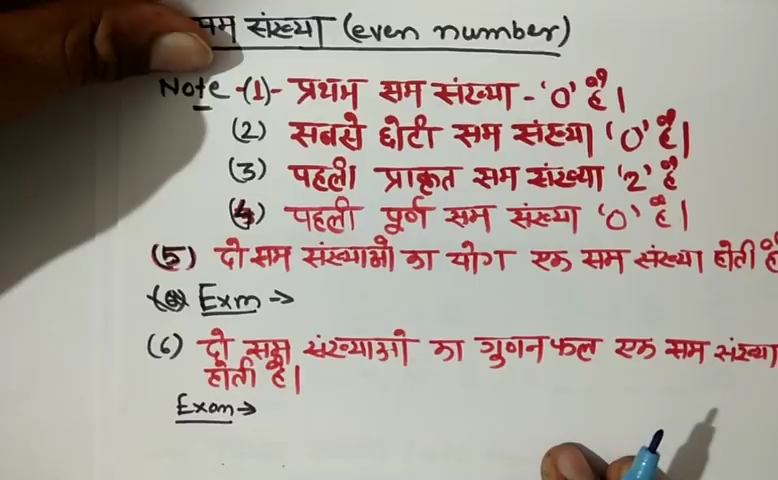 सम संख्या (even number)
Note -(1)- प्रथम सम संख्या - '0' है।
(2) सबसे छोटी सम संख्या '0' है।
(3) पहली प्राकृत सम संख्या '2' है
(4) पहली पूर्ण सम संख्या '0' है।
(5) दो सम संख्याओ का योग एक सम संख्या होती है
Exm →
(6) दो सम संख्याओ का गुणनफल एक सम संख्या
होती है।
Exam →